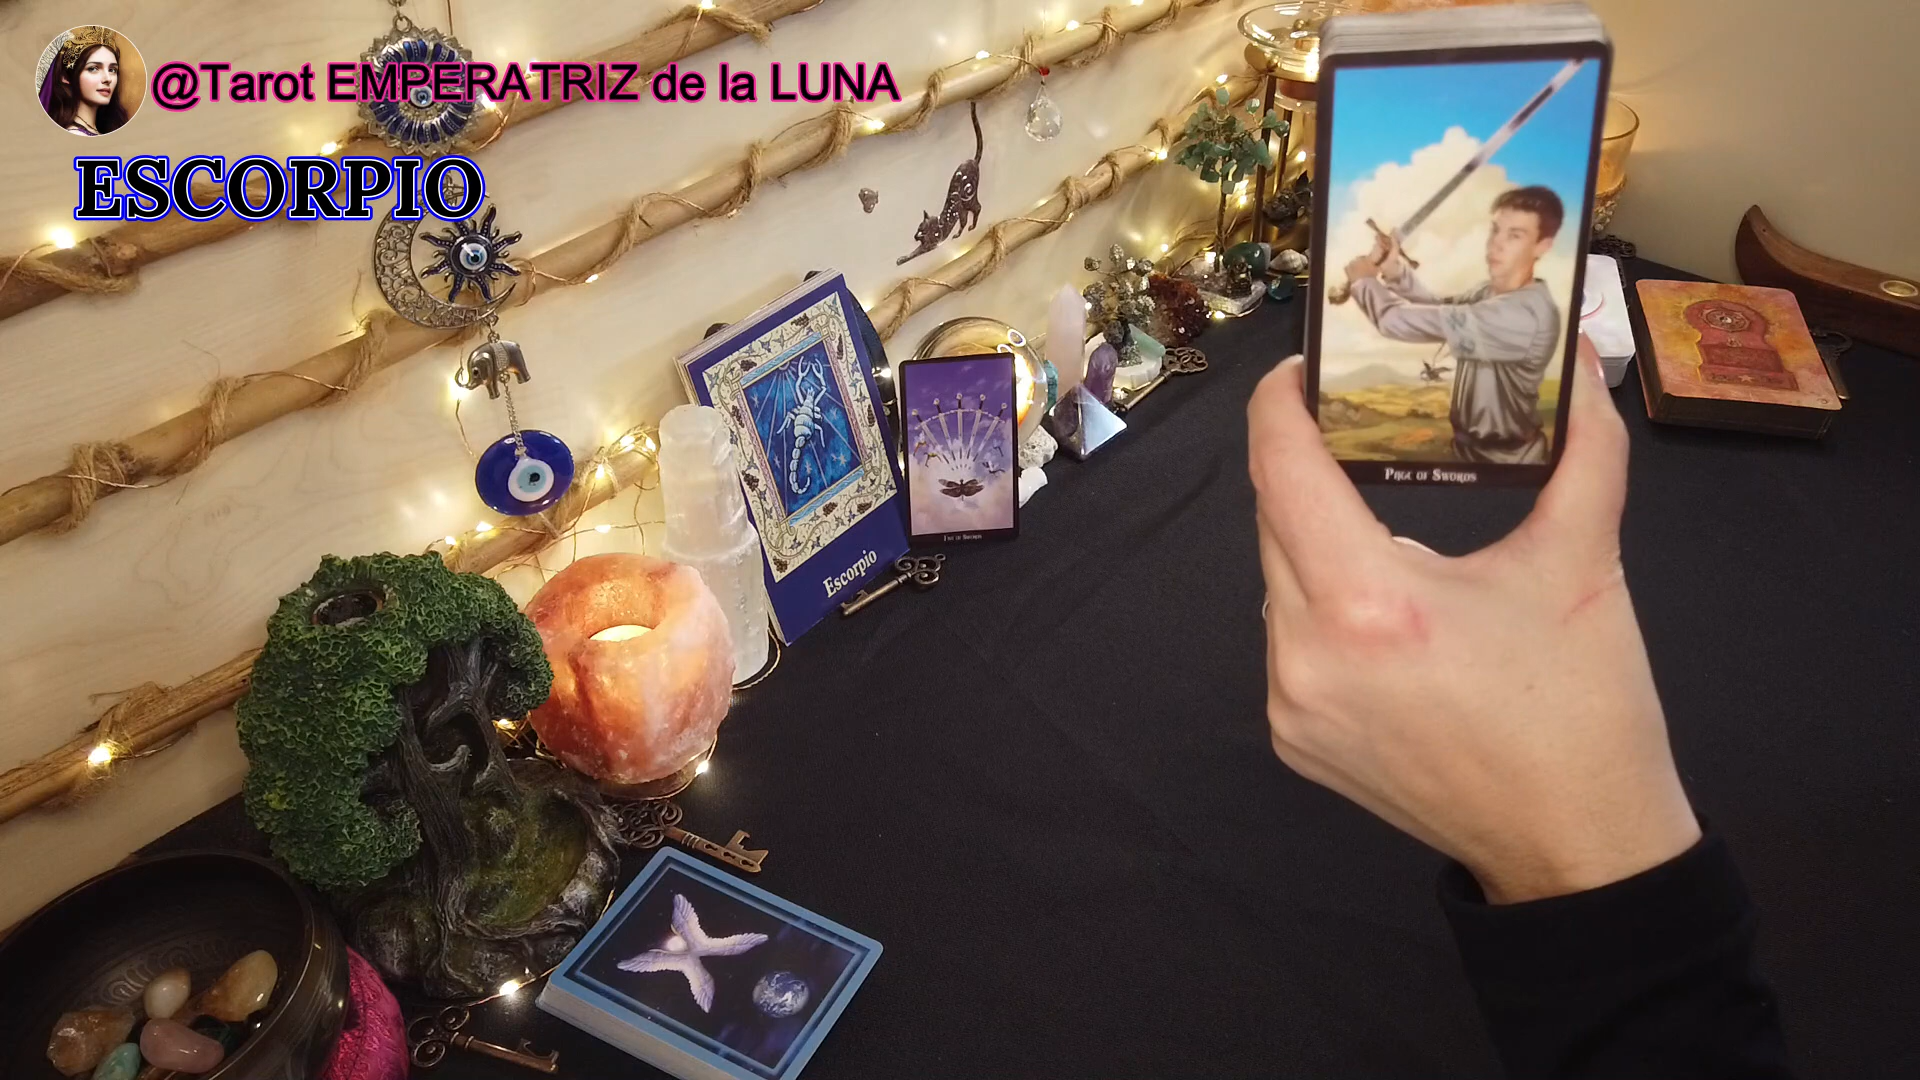 @Tarot EMPERATRIZ de la LUNA
ESCORPIO
PAGE OF SWORDS
Escorpio